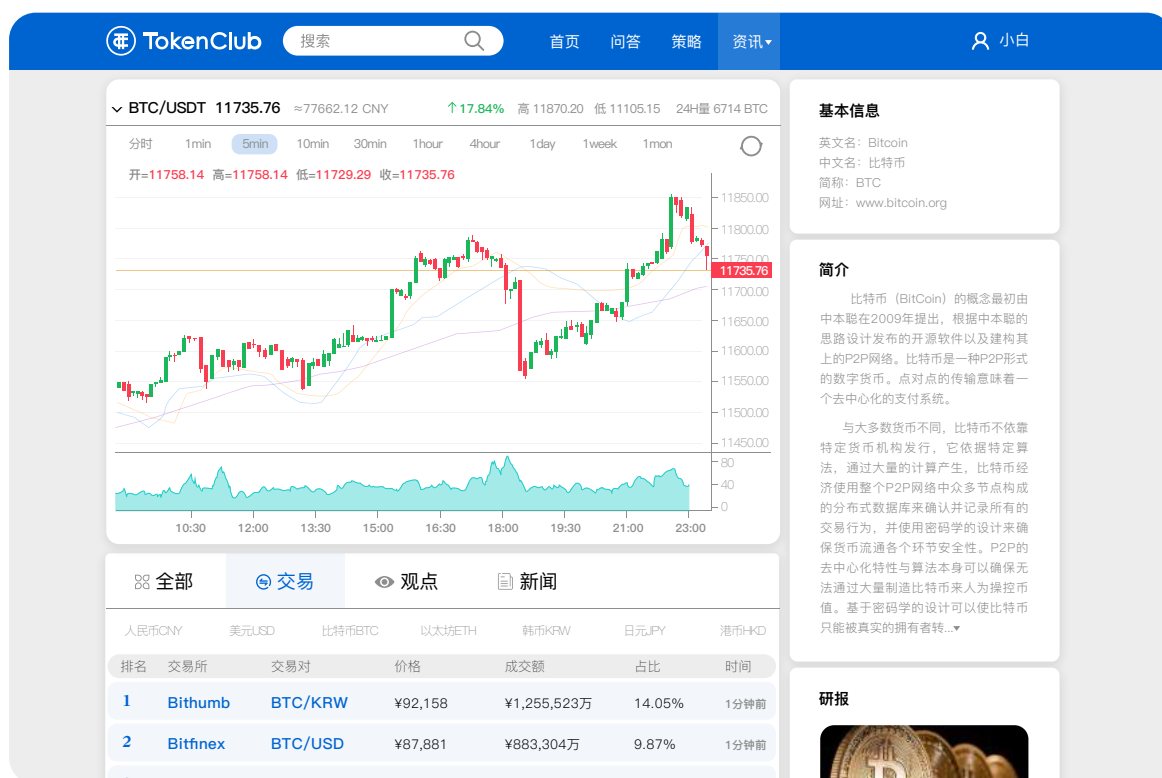 TokenClub 搜索 首页 问答 策略 资讯 小白
BTC/USDT 11735.76 ≈77662.12 CNY ↑17.84% 高 11870.20 低 11105.15 24H量 6714 BTC
分时 1min 5min 10min 30min 1hour 4hour 1day 1week 1mon
开=11758.14 高=11758.14 低=11729.29 收=11735.76
11850.00
11800.00
11750.00
11735.76
11700.00
11650.00
11600.00
11550.00
11500.00
11450.00
80
40
0
10:30 12:00 13:30 15:00 16:30 18:00 19:30 21:00 23:00
全部 交易 观点 新闻
人民币CNY 美元USD 比特币BTC 以太坊ETH 韩币KRW 日元JPY 港币HKD
排名 交易所 交易对 价格 成交额 占比 时间
1 Bithumb BTC/KRW ¥92,158 ¥1,255,523万 14.05% 1分钟前
2 Bitfinex BTC/USD ¥87,881 ¥883,304万 9.87% 1分钟前
基本信息
英文名：Bitcoin
中文名：比特币
简称：BTC
网址：www.bitcoin.org
简介
比特币（BitCoin）的概念最初由
中本聪在2009年提出，根据中本聪的
思路设计发布的开源软件以及建构其
上的P2P网络。比特币是一种P2P形式
的数字货币。点对点的传输意味着一
个去中心化的支付系统。
与大多数货币不同，比特币不依靠
特定货币机构发行，它依据特定算
法，通过大量的计算产生，比特币经
济使用整个P2P网络中众多节点构成
的分布式数据库来确认并记录所有的
交易行为，并使用密码学的设计来确
保货币流通各个环节安全性。P2P的
去中心化特性与算法本身可以确保无
法通过大量制造比特币来人为操控币
值。基于密码学的设计可以使比特币
只能被真实的拥有者转...
研报